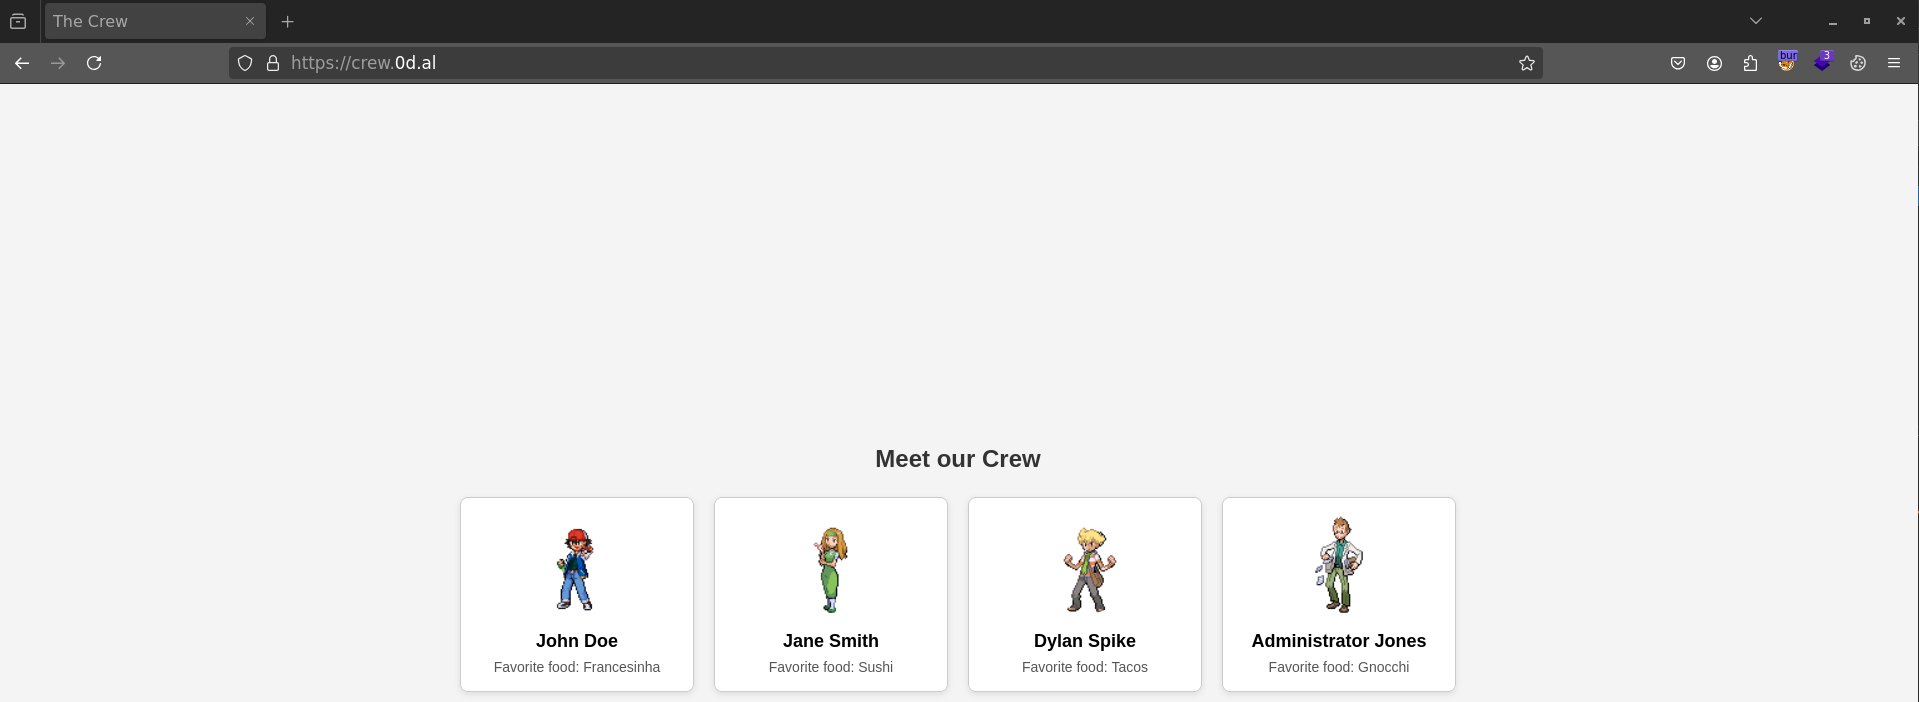 The Crew
https://crew.0d.al
bur
3
Meet our Crew
John Doe
Favorite food: Francesinha
Jane Smith
Favorite food: Sushi
Dylan Spike
Favorite food: Tacos
Administrator Jones
Favorite food: Gnocchi